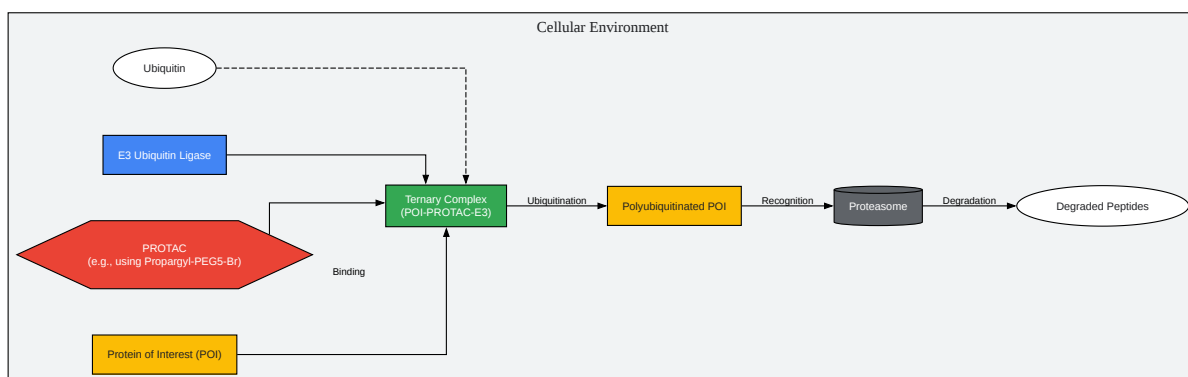 Cellular Environment
Ubiquitin
E3 Ubiquitin Ligase
Ternary Complex
(POI-PROTAC-E3)
Ubiquitination
Polyubiquitinated POI
Recognition
Proteasome
Degradation
Degraded Peptides
PROTAC
(e.g., using Propargyl-PEG5-Br)
Binding
Protein of Interest (POI)